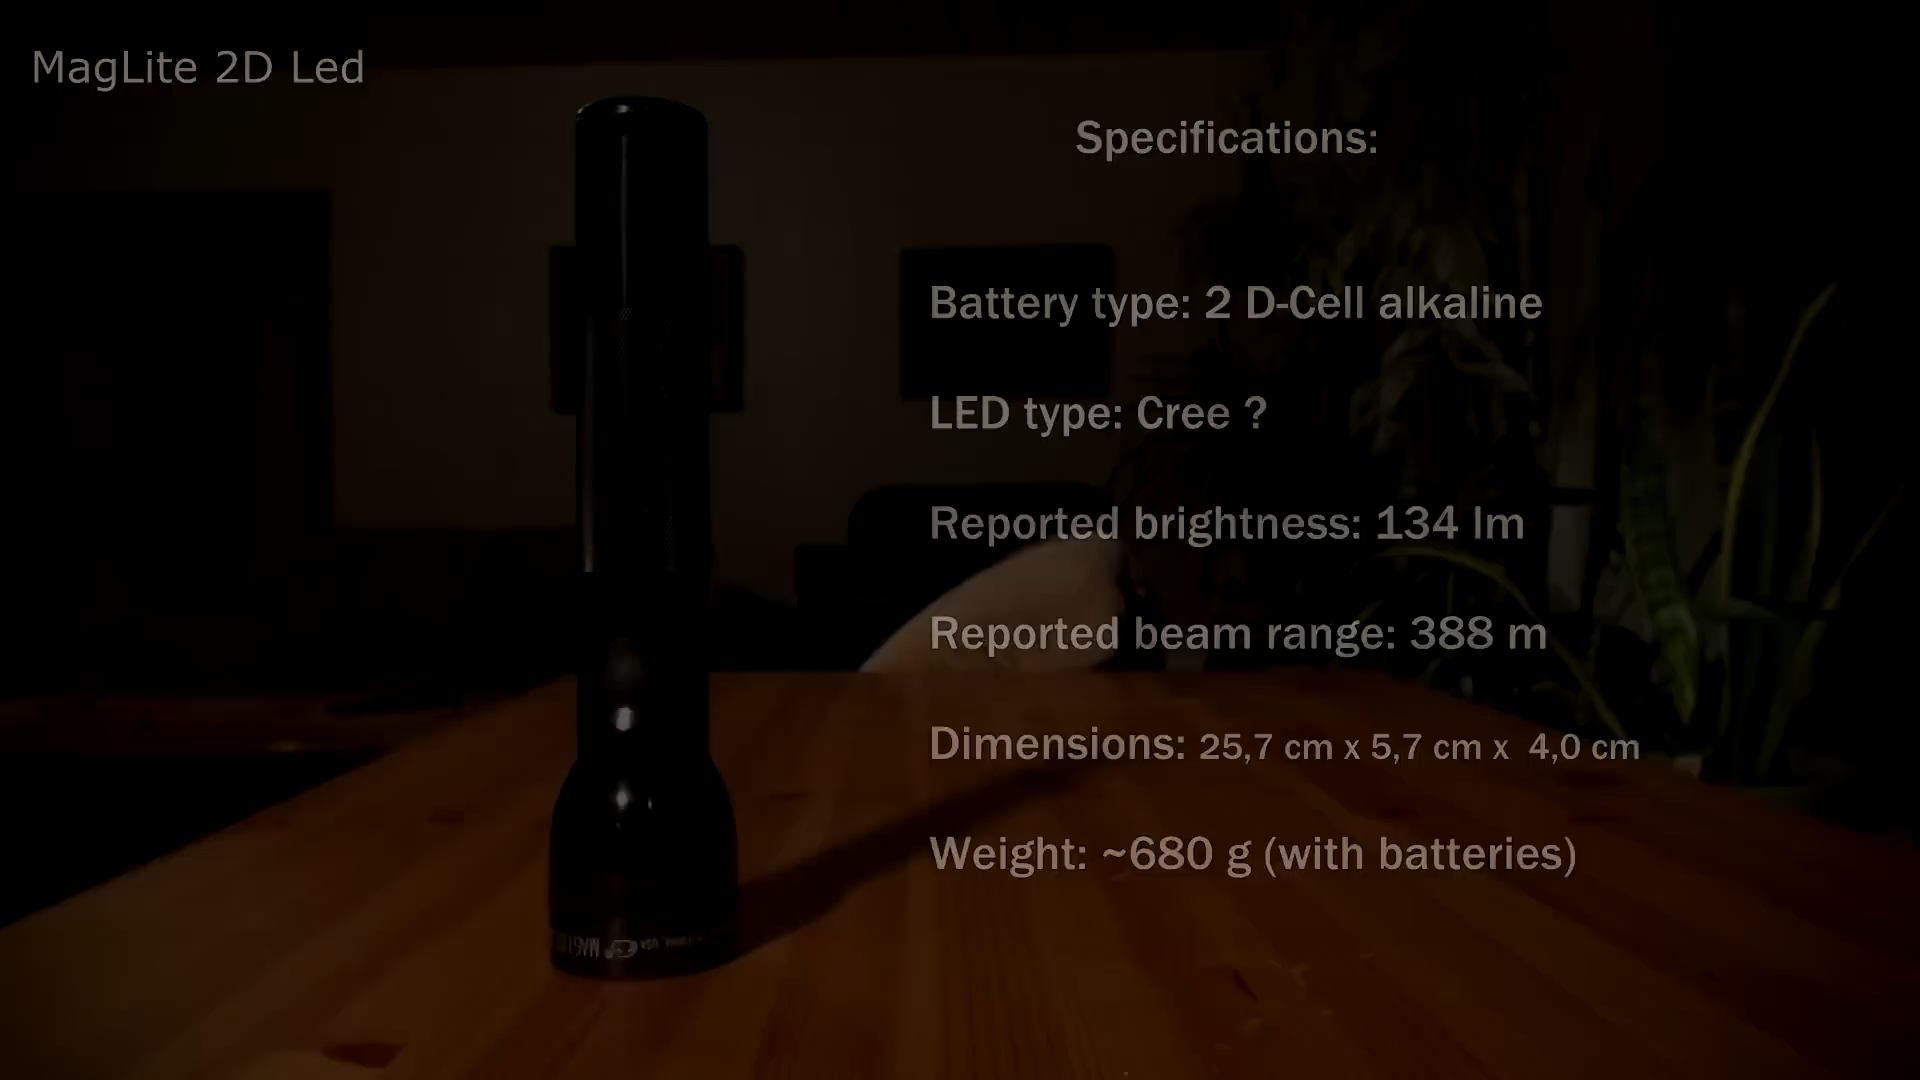 MagLite 2D Led
Specifications:
Battery type: 2 D-Cell alkaline
LED type: Cree ?
Reported brightness: 134 lm
Reported beam range: 388 m
Dimensions: 25,7 cm x 5,7 cm x 4,0 cm
Weight: ~680 g (with batteries)